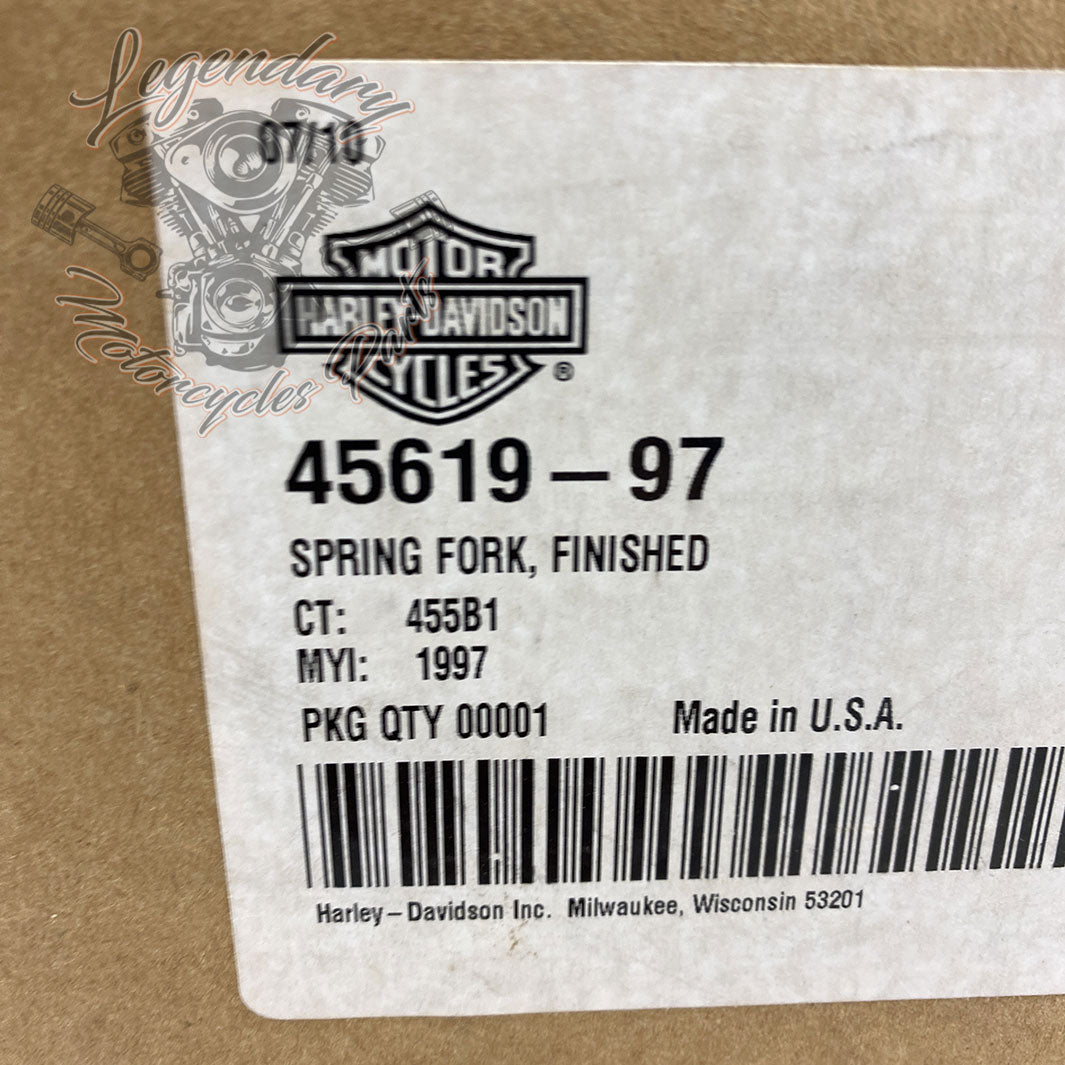 Legendary
Motorcycles Parts
07/10
MOTOR
HARLEY-DAVIDSON
CYCLES
®
45619-97
SPRING FORK, FINISHED
CT: 455B1
MYI: 1997
PKG QTY 00001 Made in U.S.A.
Harley-Davidson Inc. Milwaukee, Wisconsin 53201